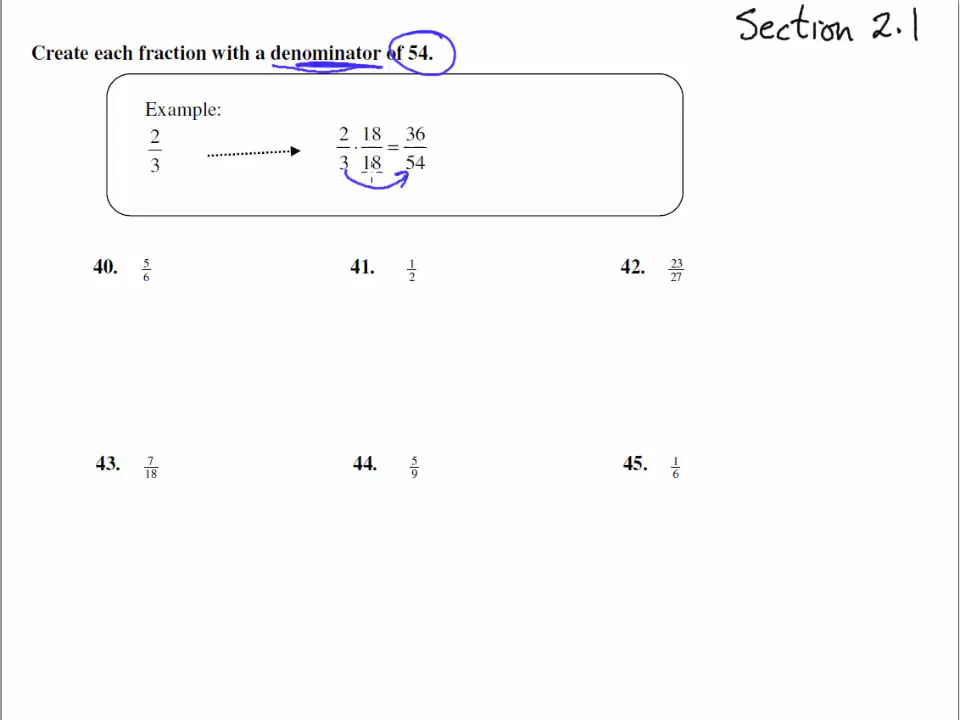 Section 2.1
Create each fraction with a denominator of 54.
Example:
2/3 2/3 · 18/18 = 36/54
40. 5/6 41. 1/2 42. 23/27
43. 7/18 44. 5/9 45. 1/6